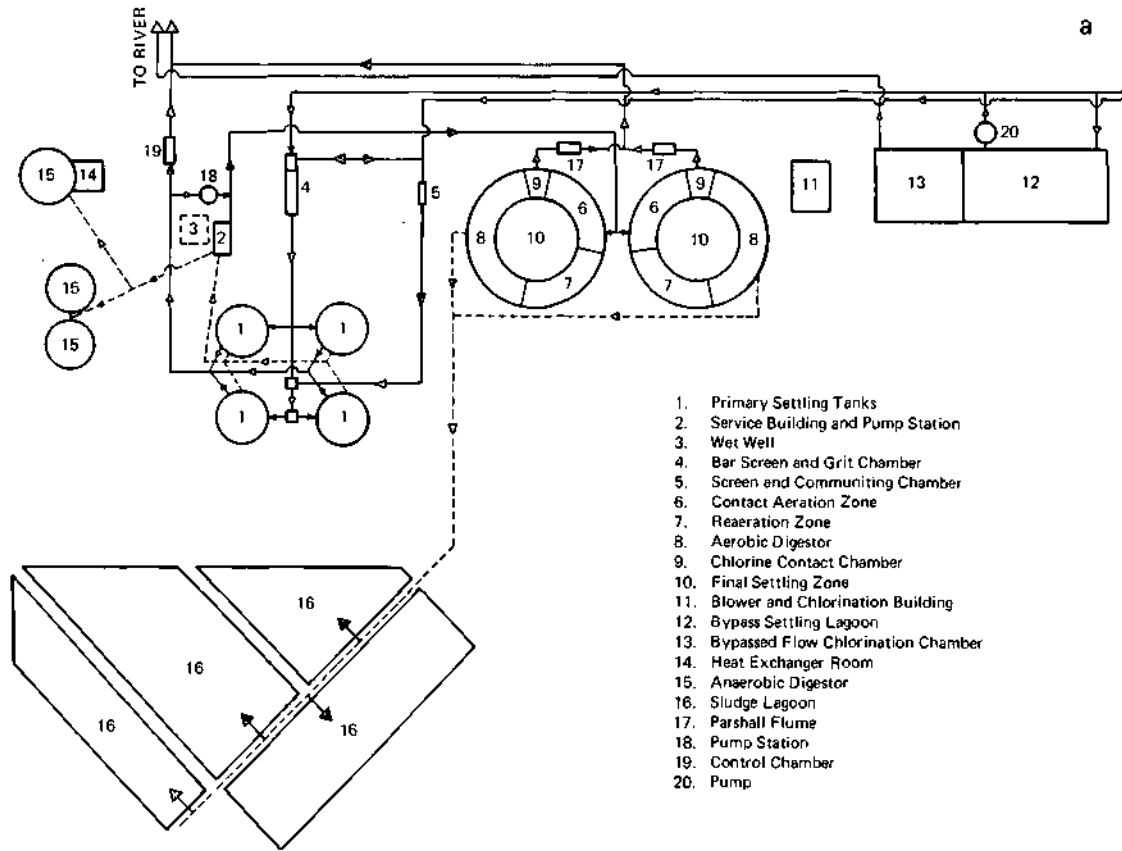 a
TO RIVER
20
19
18
17
17
15
14
4
9
9
13
12
11
5
3
6
6
2
8
10
10
8
7
7
15
15
1
1
1
1
1. Primary Settling Tanks
2. Service Building and Pump Station
3. Wet Well
4. Bar Screen and Grit Chamber
5. Screen and Communiting Chamber
6. Contact Aeration Zone
7. Reaeration Zone
8. Aerobic Digestor
9. Chlorine Contact Chamber
10. Final Settling Zone
11. Blower and Chlorination Building
12. Bypass Settling Lagoon
13. Bypassed Flow Chlorination Chamber
14. Heat Exchanger Room
15. Anaerobic Digestor
16. Sludge Lagoon
17. Parshall Flume
18. Pump Station
19. Control Chamber
20. Pump
16
16
16
16